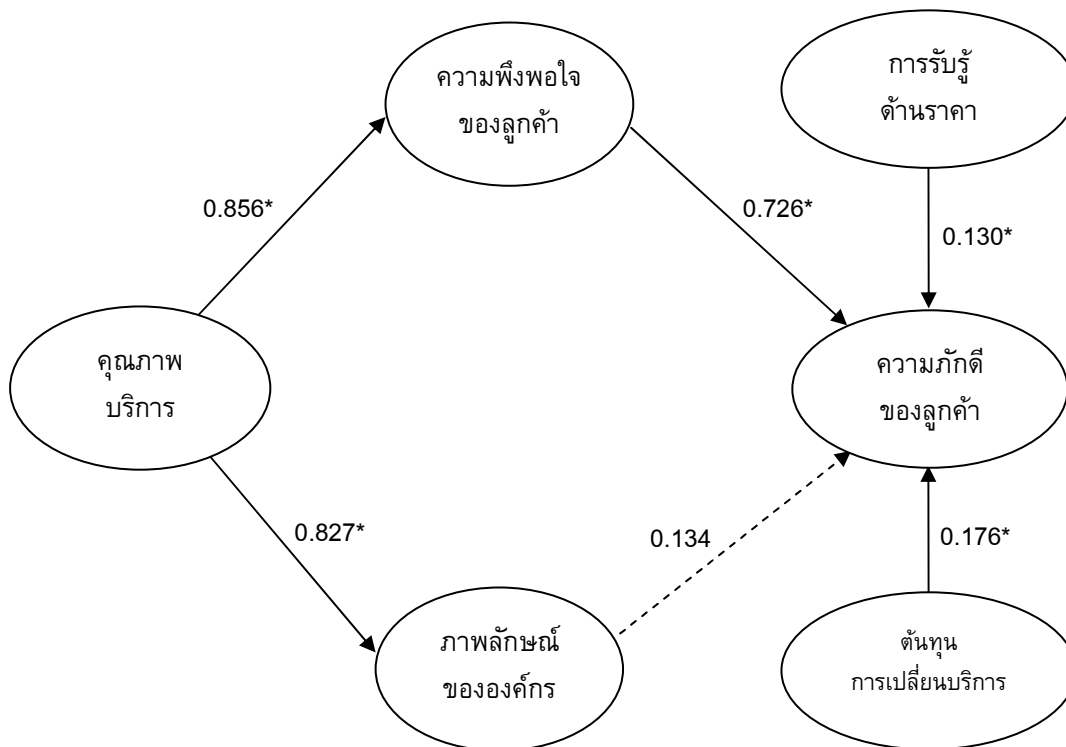 ความพึงพอใจ
ของลูกค้า
การรับรู้
ด้านราคา
0.856*
0.726*
0.130*
คุณภาพ
บริการ
ความภักดี
ของลูกค้า
0.827*
0.134
0.176*
ภาพลักษณ์
ขององค์กร
ต้นทุน
การเปลี่ยนบริการ